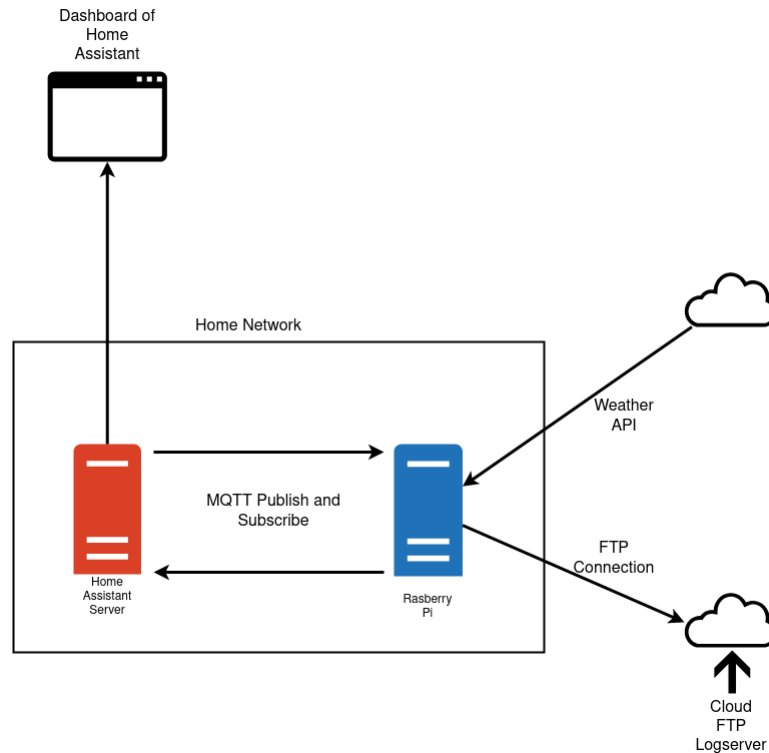 Dashboard of
Home
Assistant
Home Network
Weather
API
MQTT Publish and
Subscribe
FTP
Connection
Home
Assistant
Server
Rasberry
Pi
Cloud
FTP
Logserver